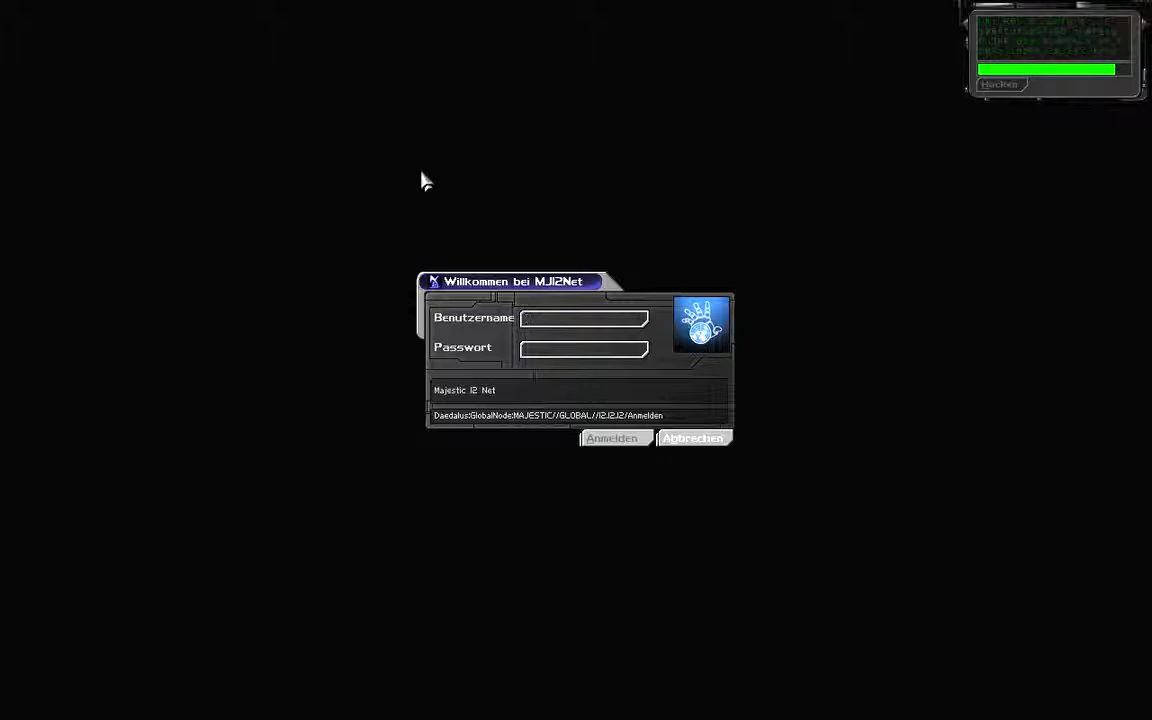 Hacken
Willkommen bei MJ12Net
Benutzername
Passwort
Majestic 12 Net
Daedalus:GlobalNode:MAJESTIC//GLOBAL//12.12.12/Anmelden
Anmelden
Abbrechen